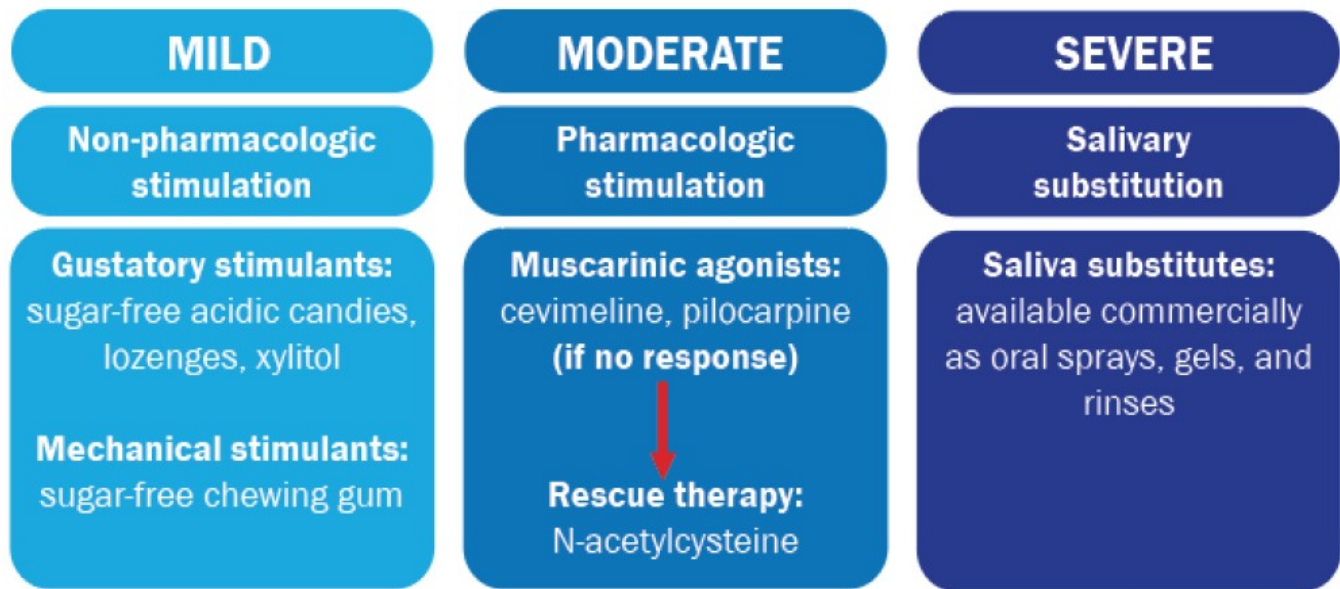 MILD
Non-pharmacologic
stimulation
Gustatory stimulants:
sugar-free acidic candies,
lozenges, xylitol
Mechanical stimulants:
sugar-free chewing gum
MODERATE
Pharmacologic
stimulation
Muscarinic agonists:
cevimeline, pilocarpine
(if no response)
Rescue therapy:
N-acetylcysteine
SEVERE
Salivary
substitution
Saliva substitutes:
available commercially
as oral sprays, gels, and
rinses